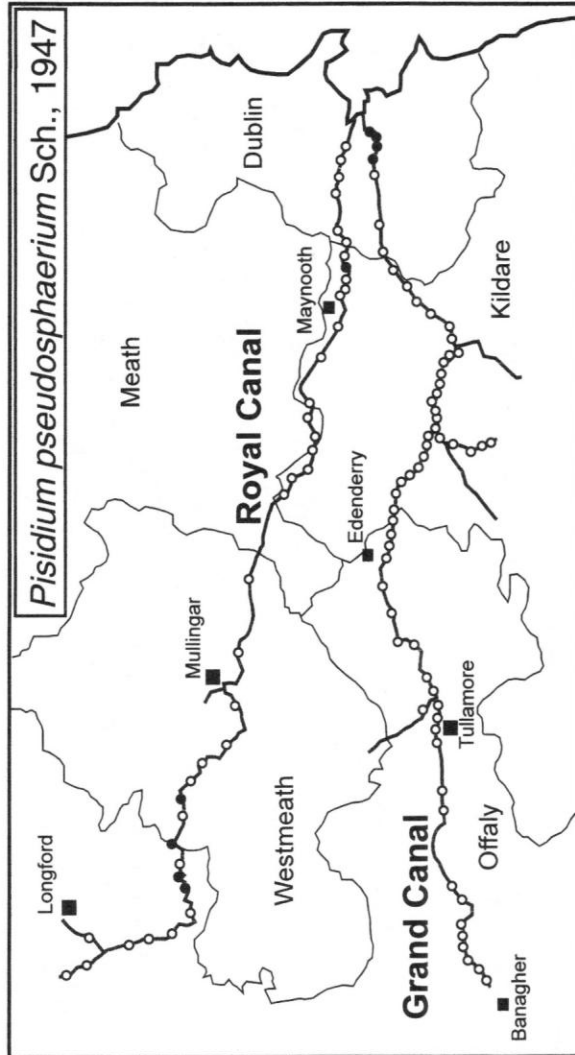 Pisidium pseudosphaerium Sch., 1947
Longford
Mullingar
Meath
Dublin
Royal Canal
Maynooth
Westmeath
Edenderry
Grand Canal
Tullamore
Offaly
Kildare
Banagher